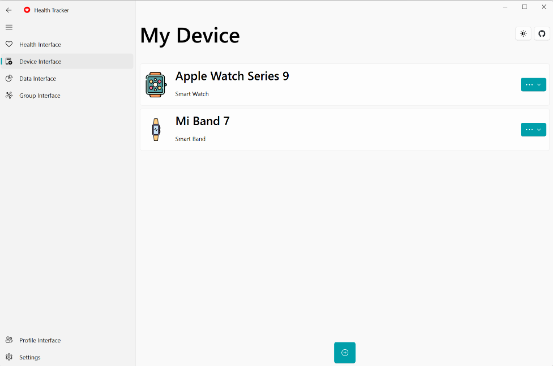 Health Tracker
Health Interface
Device Interface
Data Interface
Group Interface
Profile Interface
Settings
My Device
Apple Watch Series 9
Smart Watch
Mi Band 7
Smart Band